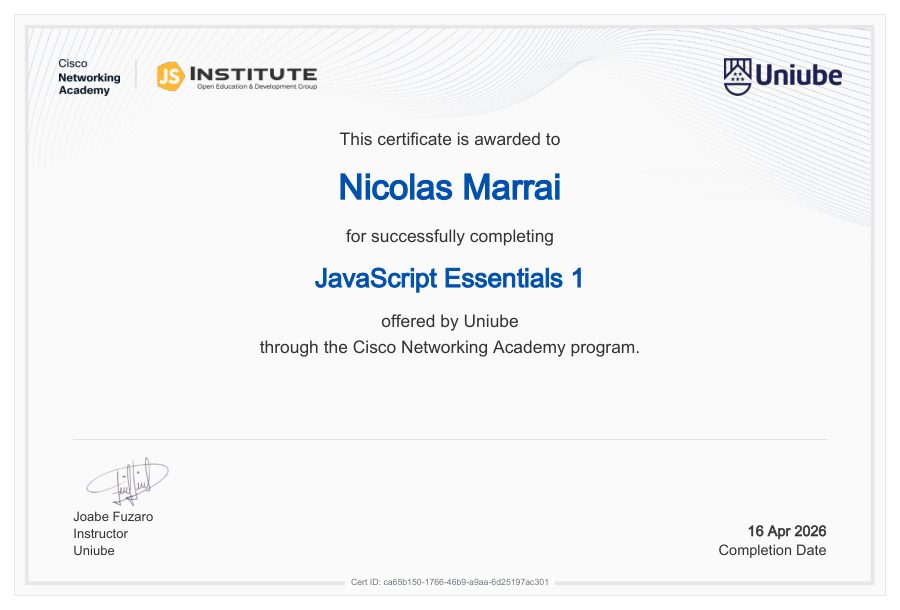 Cisco
Networking
Academy
JS INSTITUTE
Open Education & Development Group
Uniube
This certificate is awarded to
Nicolas Marrai
for successfully completing
JavaScript Essentials 1
offered by Uniube
through the Cisco Networking Academy program.
Joabe Fuzaro
Instructor
Uniube
16 Apr 2026
Completion Date
Cert ID: ca65b150-1766-46b9-a9aa-6d25197ac301